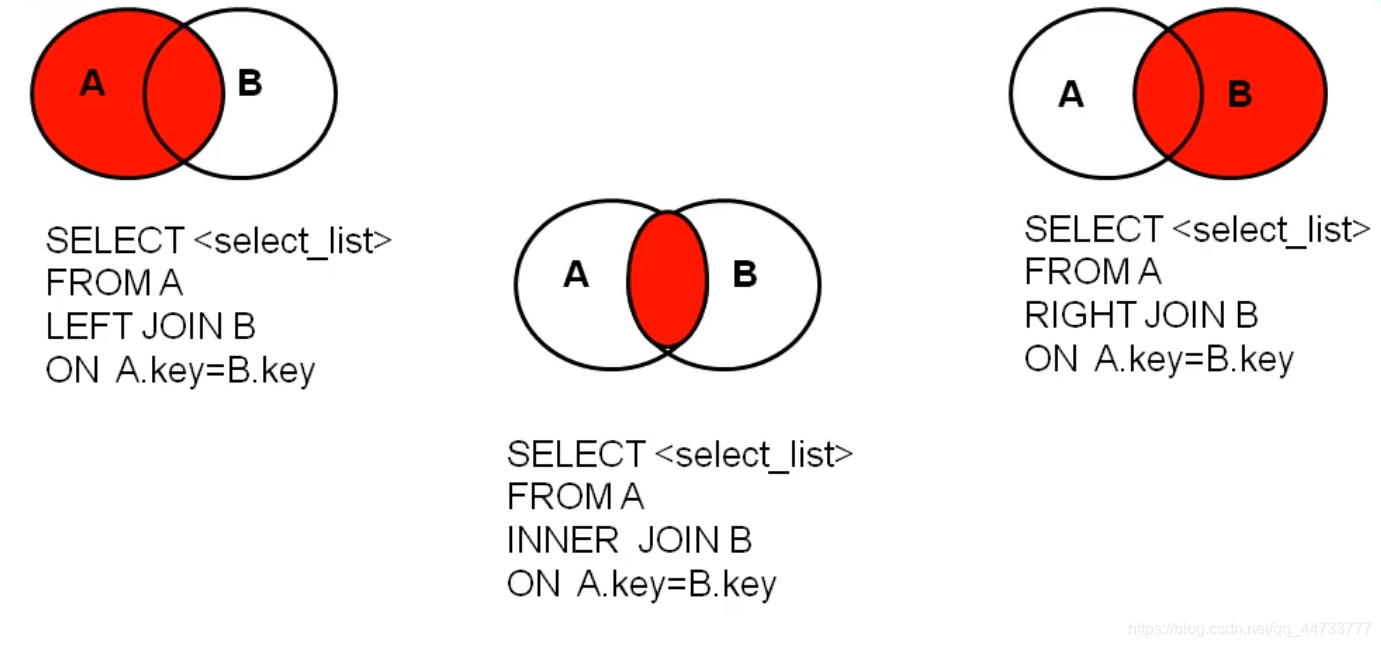 A
B
SELECT <select_list>
FROM A
LEFT JOIN B
ON A.key=B.key
A
B
SELECT <select_list>
FROM A
INNER JOIN B
ON A.key=B.key
A
B
SELECT <select_list>
FROM A
RIGHT JOIN B
ON A.key=B.key
https://blog.csdn.net/qq_44733777